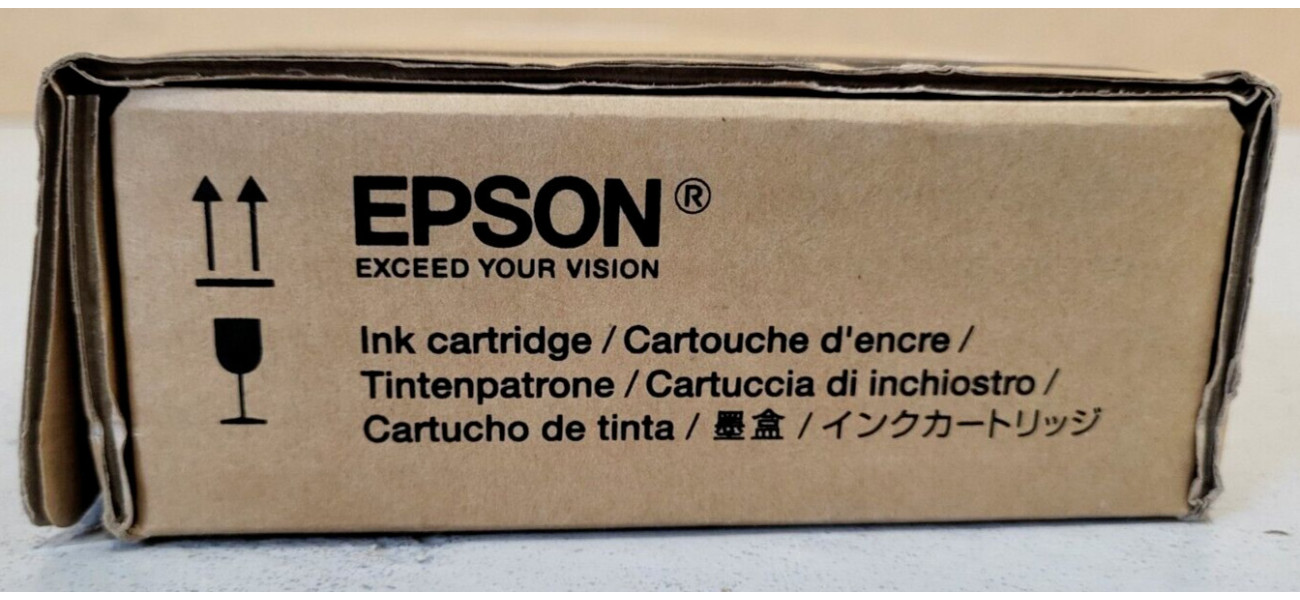 EPSON®
EXCEED YOUR VISION
Ink cartridge / Cartouche d'encre /
Tintenpatrone / Cartuccia di inchiostro /
Cartucho de tinta / 墨盒 / インクカートリッジ